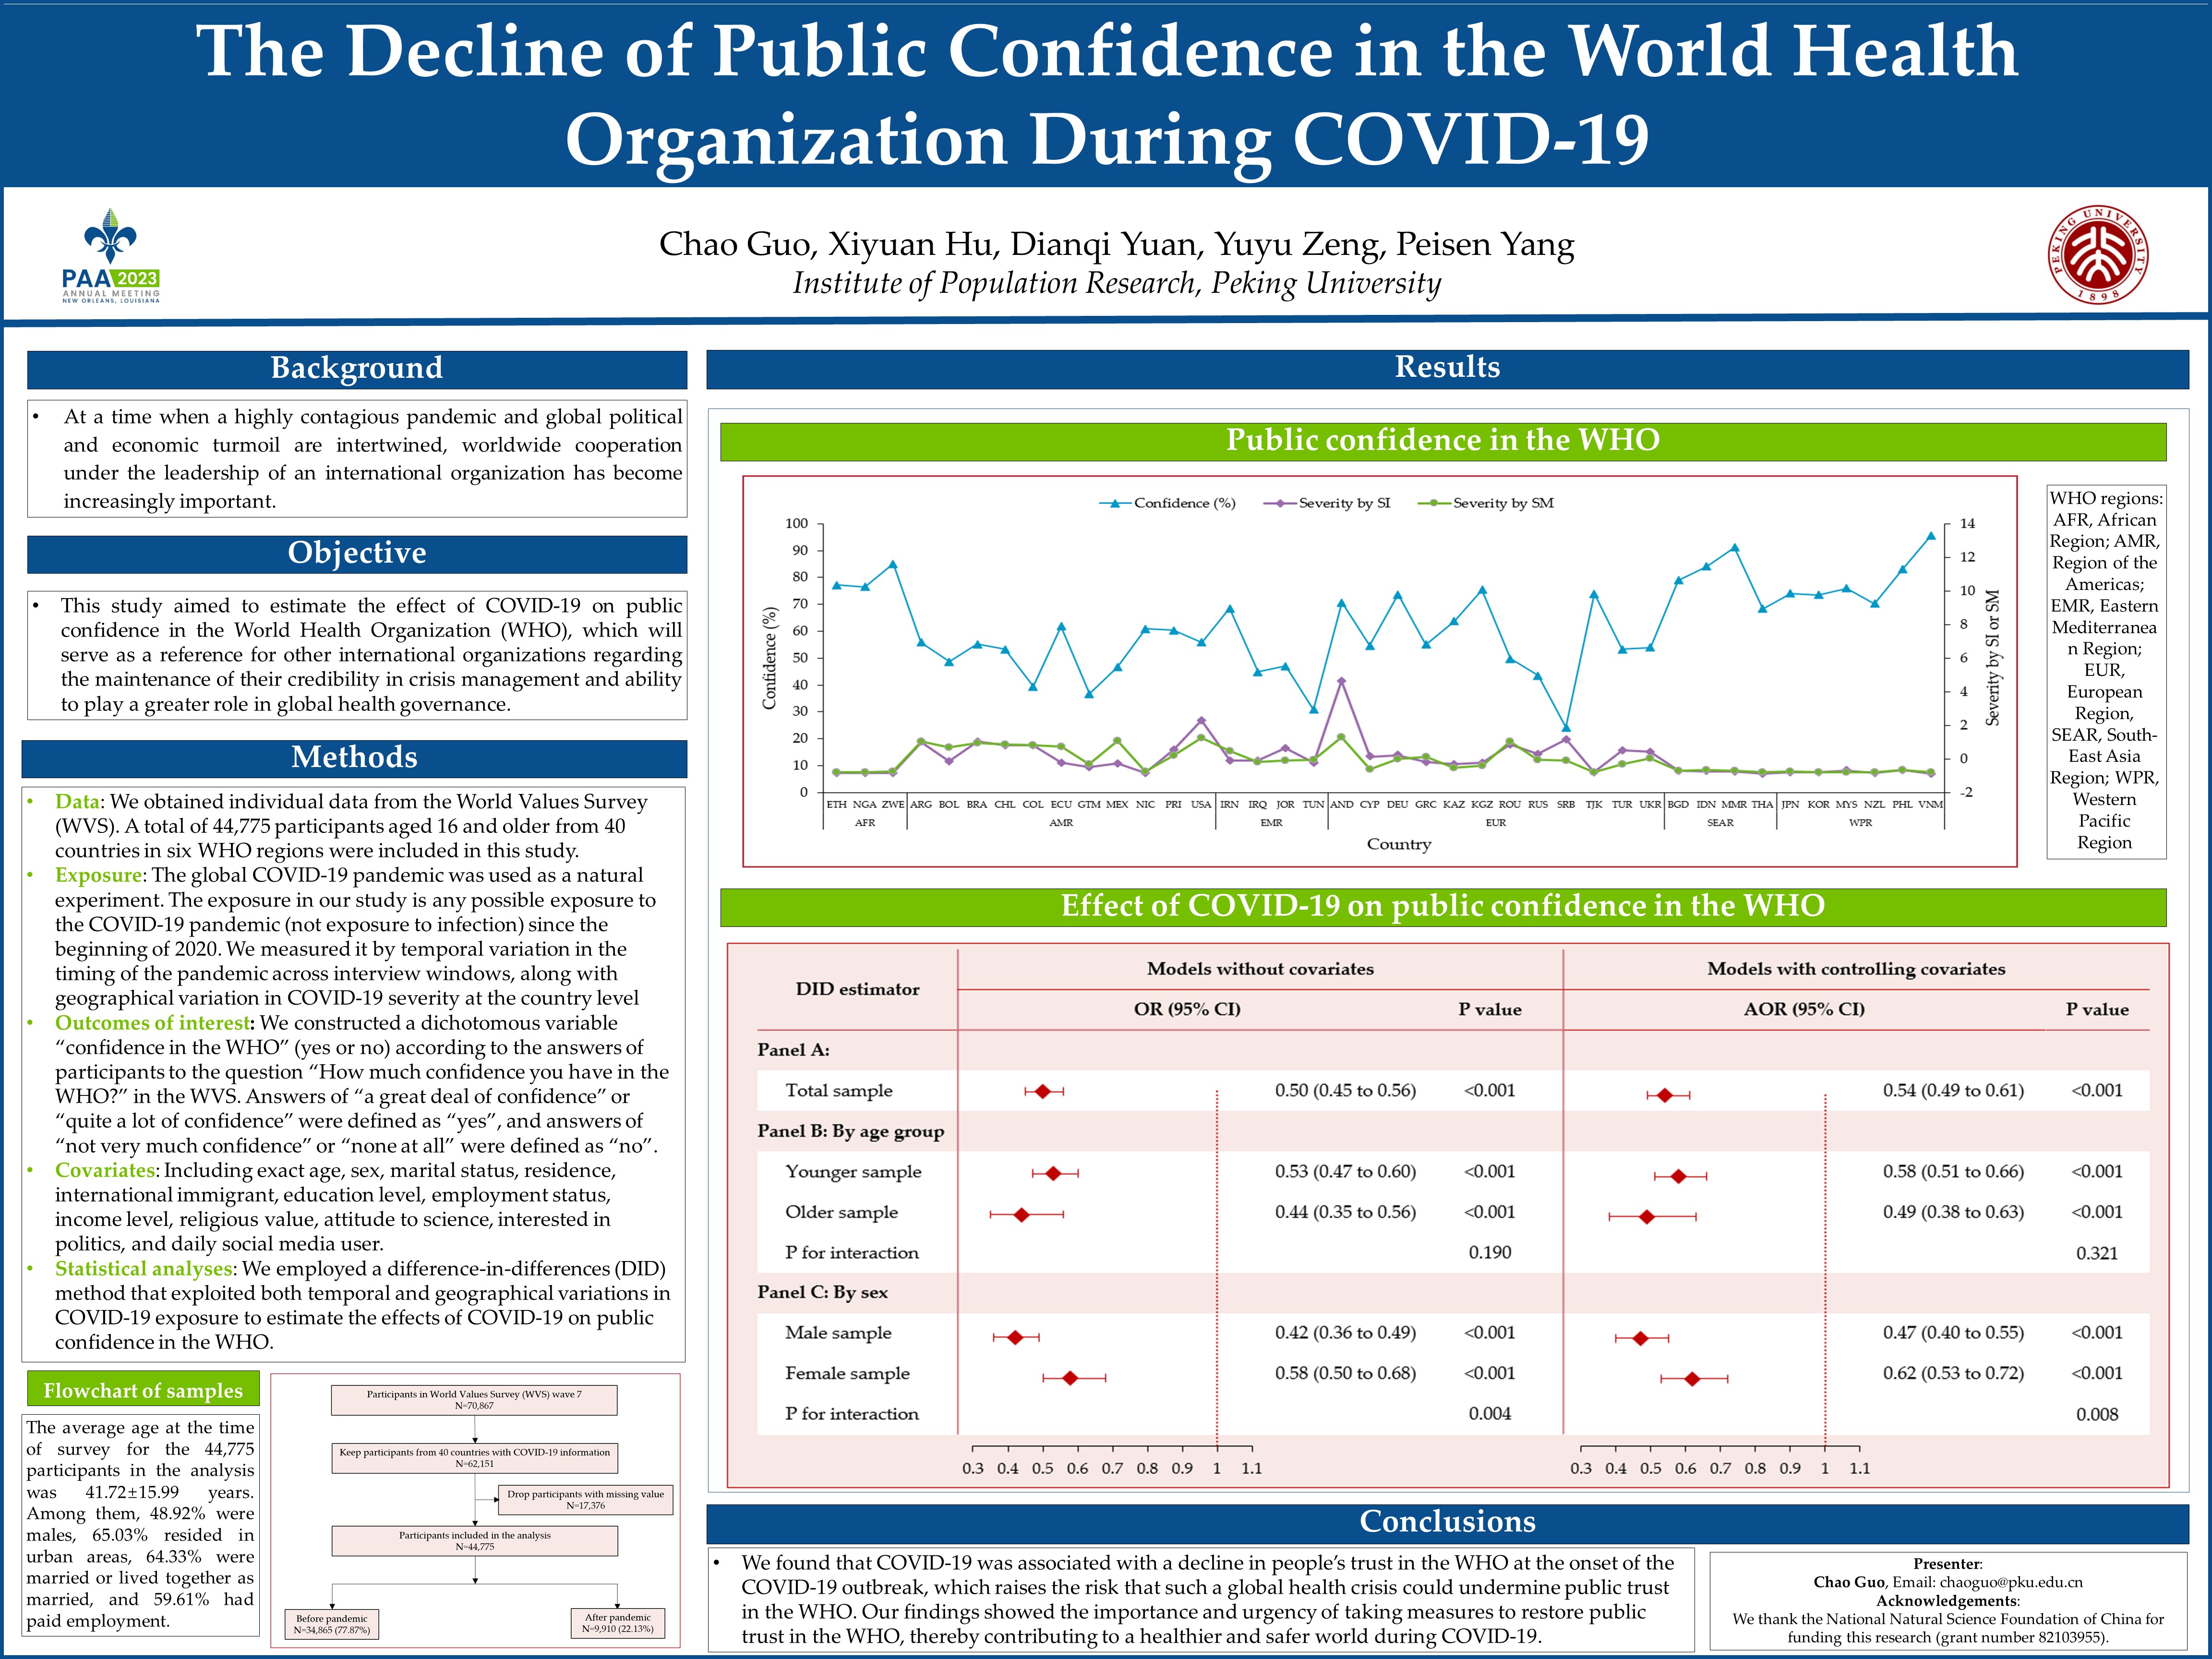 The Decline of Public Confidence in the World Health
Organization During COVID-19
PAA 2023
ANNUAL MEETING
NEW ORLEANS, LOUISIANA
Chao Guo, Xiyuan Hu, Dianqi Yuan, Yuyu Zeng, Peisen Yang
Institute of Population Research, Peking University
PEKING UNIVERSITY
1898
Background
• At a time when a highly contagious pandemic and global political
and economic turmoil are intertwined, worldwide cooperation
under the leadership of an international organization has become
increasingly important.
Objective
• This study aimed to estimate the effect of COVID-19 on public
confidence in the World Health Organization (WHO), which will
serve as a reference for other international organizations regarding
the maintenance of their credibility in crisis management and ability
to play a greater role in global health governance.
Methods
• Data: We obtained individual data from the World Values Survey
(WVS). A total of 44,775 participants aged 16 and older from 40
countries in six WHO regions were included in this study.
• Exposure: The global COVID-19 pandemic was used as a natural
experiment. The exposure in our study is any possible exposure to
the COVID-19 pandemic (not exposure to infection) since the
beginning of 2020. We measured it by temporal variation in the
timing of the pandemic across interview windows, along with
geographical variation in COVID-19 severity at the country level
• Outcomes of interest: We constructed a dichotomous variable
“confidence in the WHO” (yes or no) according to the answers of
participants to the question “How much confidence you have in the
WHO?” in the WVS. Answers of “a great deal of confidence” or
“quite a lot of confidence” were defined as “yes”, and answers of
“not very much confidence” or “none at all” were defined as “no”.
• Covariates: Including exact age, sex, marital status, residence,
international immigrant, education level, employment status,
income level, religious value, attitude to science, interested in
politics, and daily social media user.
• Statistical analyses: We employed a difference-in-differences (DID)
method that exploited both temporal and geographical variations in
COVID-19 exposure to estimate the effects of COVID-19 on public
confidence in the WHO.
Flowchart of samples
The average age at the time
of survey for the 44,775
participants in the analysis
was 41.72±15.99 years.
Among them, 48.92% were
males, 65.03% resided in
urban areas, 64.33% were
married or lived together as
married, and 59.61% had
paid employment.
Participants in World Values Survey (WVS) wave 7
N=70,867
Keep participants from 40 countries with COVID-19 information
N=62,151
Drop participants with missing value
N=17,376
Participants included in the analysis
N=44,775
Before pandemic
N=34,865 (77.87%)
After pandemic
N=9,910 (22.13%)
Results
Public confidence in the WHO
Confidence (%) Severity by SI Severity by SM
Confidence (%)
100
90
80
70
60
50
40
30
20
10
0
14
12
10
8
6
4
2
0
-2
Severity by SI or SM
ETH NGA ZWE ARG BOL BRA CHL COL ECU GTM MEX NIC PRI USA IRN IRQ JOR TUN AND CYP DEU GRC KAZ KGZ ROU RUS SRB TJK TUR UKR BGD IDN MMR THA JPN KOR MYS NZL PHL VNM
AFR AMR EMR EUR SEAR WPR
Country
WHO regions:
AFR, African
Region; AMR,
Region of the
Americas;
EMR, Eastern
Mediterranea
n Region;
EUR,
European
Region,
SEAR, South-
East Asia
Region; WPR,
Western
Pacific
Region
Effect of COVID-19 on public confidence in the WHO
DID estimator
Models without covariates Models with controlling covariates
OR (95% CI) P value AOR (95% CI) P value
Panel A:
Total sample 0.50 (0.45 to 0.56) <0.001 0.54 (0.49 to 0.61) <0.001
Panel B: By age group
Younger sample 0.53 (0.47 to 0.60) <0.001 0.58 (0.51 to 0.66) <0.001
Older sample 0.44 (0.35 to 0.56) <0.001 0.49 (0.38 to 0.63) <0.001
P for interaction 0.190 0.321
Panel C: By sex
Male sample 0.42 (0.36 to 0.49) <0.001 0.47 (0.40 to 0.55) <0.001
Female sample 0.58 (0.50 to 0.68) <0.001 0.62 (0.53 to 0.72) <0.001
P for interaction 0.004 0.008
0.3 0.4 0.5 0.6 0.7 0.8 0.9 1 1.1 0.3 0.4 0.5 0.6 0.7 0.8 0.9 1 1.1
Conclusions
• We found that COVID-19 was associated with a decline in people’s trust in the WHO at the onset of the
COVID-19 outbreak, which raises the risk that such a global health crisis could undermine public trust
in the WHO. Our findings showed the importance and urgency of taking measures to restore public
trust in the WHO, thereby contributing to a healthier and safer world during COVID-19.
Presenter:
Chao Guo, Email: chaoguo@pku.edu.cn
Acknowledgements:
We thank the National Natural Science Foundation of China for
funding this research (grant number 82103955).